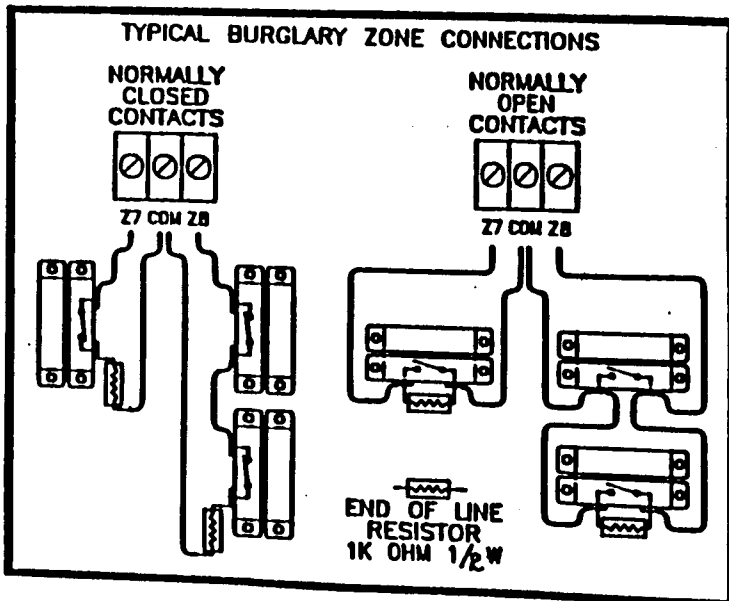 TYPICAL BURGLARY ZONE CONNECTIONS
NORMALLY
CLOSED
CONTACTS
Z7 COM Z8
NORMALLY
OPEN
CONTACTS
Z7 COM Z8
END OF LINE
RESISTOR
1K OHM 1/2 W